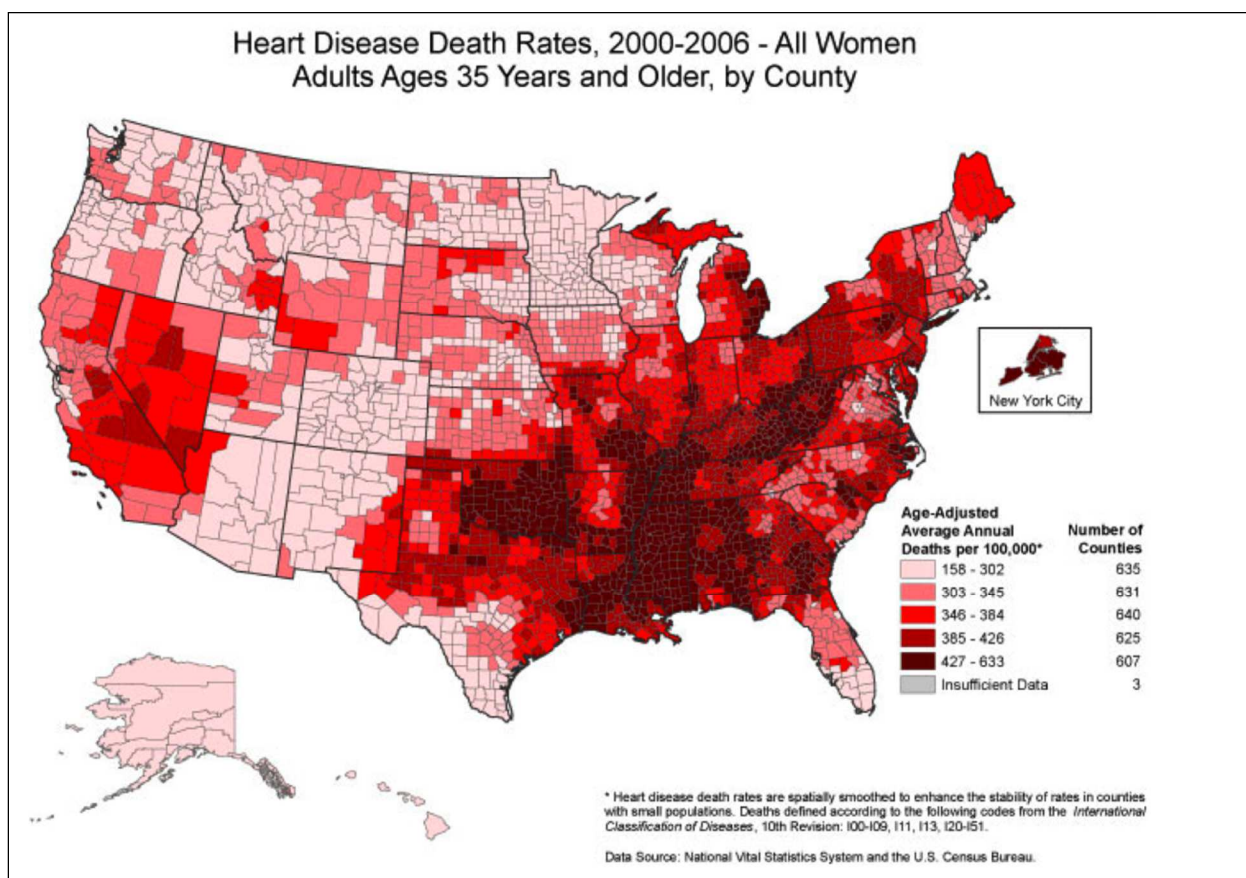 Heart Disease Death Rates, 2000-2006 - All Women
Adults Ages 35 Years and Older, by County
New York City
Age-Adjusted
Average Annual
Deaths per 100,000*
Number of
Counties
158 - 302 635
303 - 345 631
346 - 384 640
385 - 426 625
427 - 633 607
Insufficient Data 3
* Heart disease death rates are spatially smoothed to enhance the stability of rates in counties
with small populations. Deaths defined according to the following codes from the International
Classification of Diseases, 10th Revision: I00-I09, I11, I13, I20-I51.
Data Source: National Vital Statistics System and the U.S. Census Bureau.